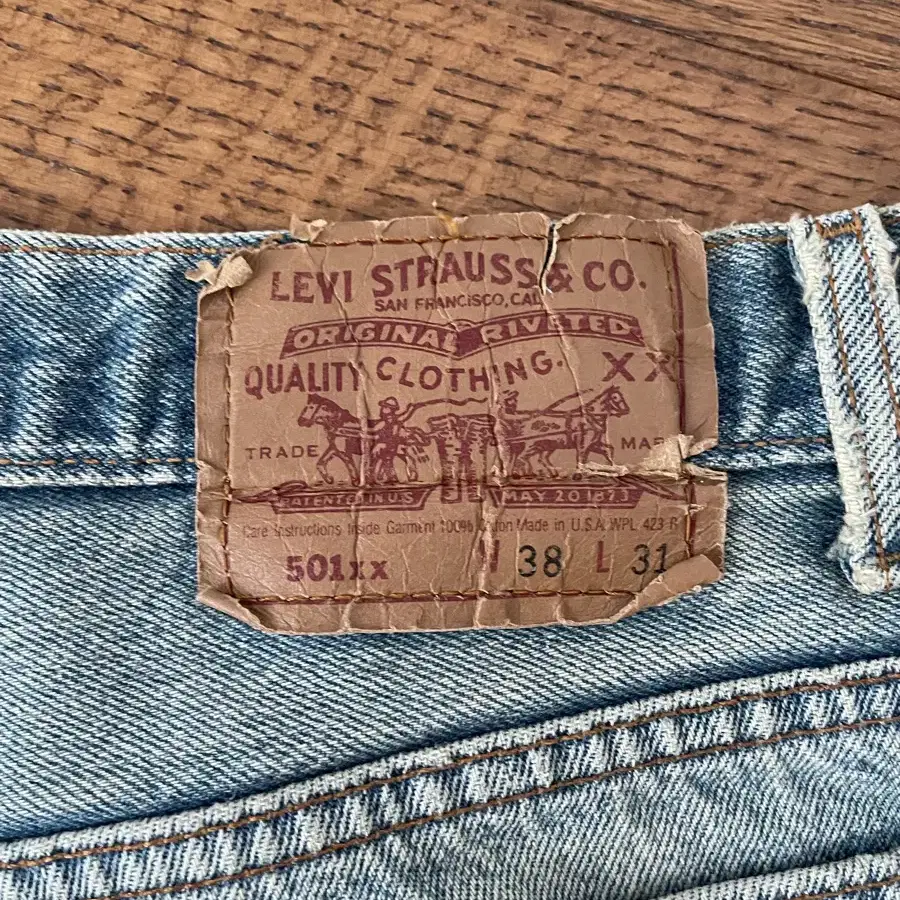 LEVI STRAUSS & CO.
SAN FRANCISCO, CAL
ORIGINAL RIVETED
QUALITY CLOTHING. XX
TRADE MAR
PATENTED IN U.S MAY 20 1873
Care Instructions Inside Garment 100% Cotton Made in U.S.A. WPL 423 R
501xx W 38 L 31